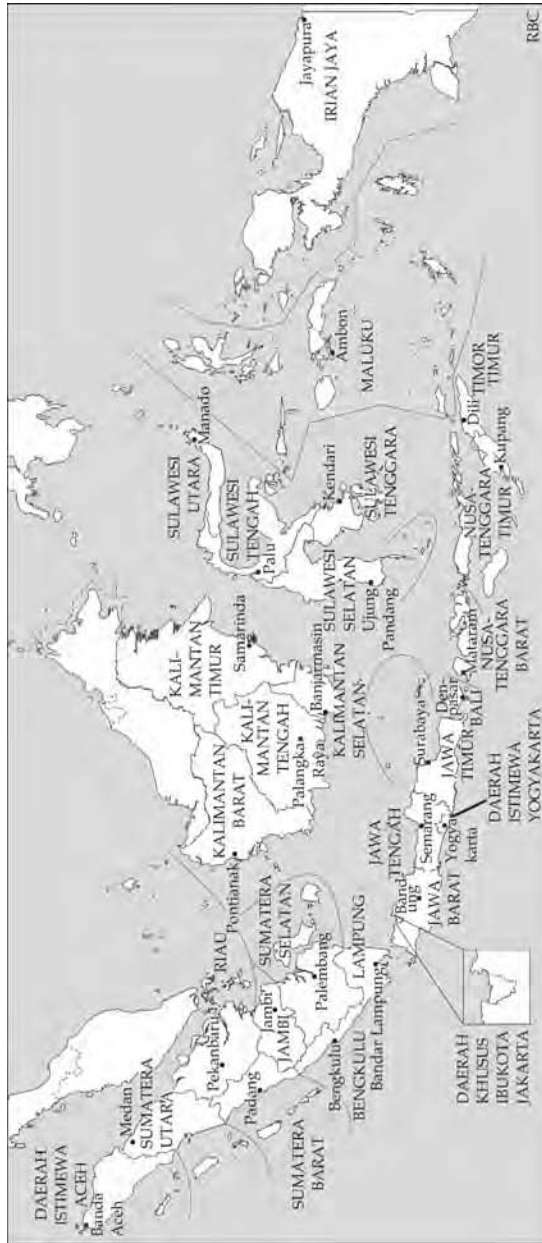 DAERAH
ISTIMEWA
ACEH
Banda
Aceh
Medan
SUMATERA
UTARA
RIAU
Pekanbaru
Padang
SUMATERA
BARAT
Jambi
JAMBI
SUMATERA
SELATAN
Palembang
Bengkulu
BENGKULU
LAMPUNG
Bandar Lampung
DAERAH
KHUSUS
IBUKOTA
JAKARTA
Band
ung
JAWA
BARAT
JAWA
TENGAH
Semarang
Yogya
karta
DAERAH
ISTIMEWA
YOGYAKARTA
Surabaya
JAWA
TIMUR
Den-
pasar
BALI
Mataram
NUSA-
TENGGARA
BARAT
NUSA-
TENGGARA
TIMUR
Kupang
Dili
TIMOR
TIMUR
Pontianak
KALIMANTAN
BARAT
KALI-
MANTAN
TENGAH
Palangka
Raya
Banjarmasin
KALIMANTAN
SELATAN
KALI-
MANTAN
TIMUR
Samarinda
SULAWESI
UTARA
Manado
SULAWESI
TENGAH
Palu
SULAWESI
SELATAN
Ujung
Pandang
Kendari
SULAWESI
TENGGARA
Ambon
MALUKU
Jayapura
IRIAN JAYA
RBC